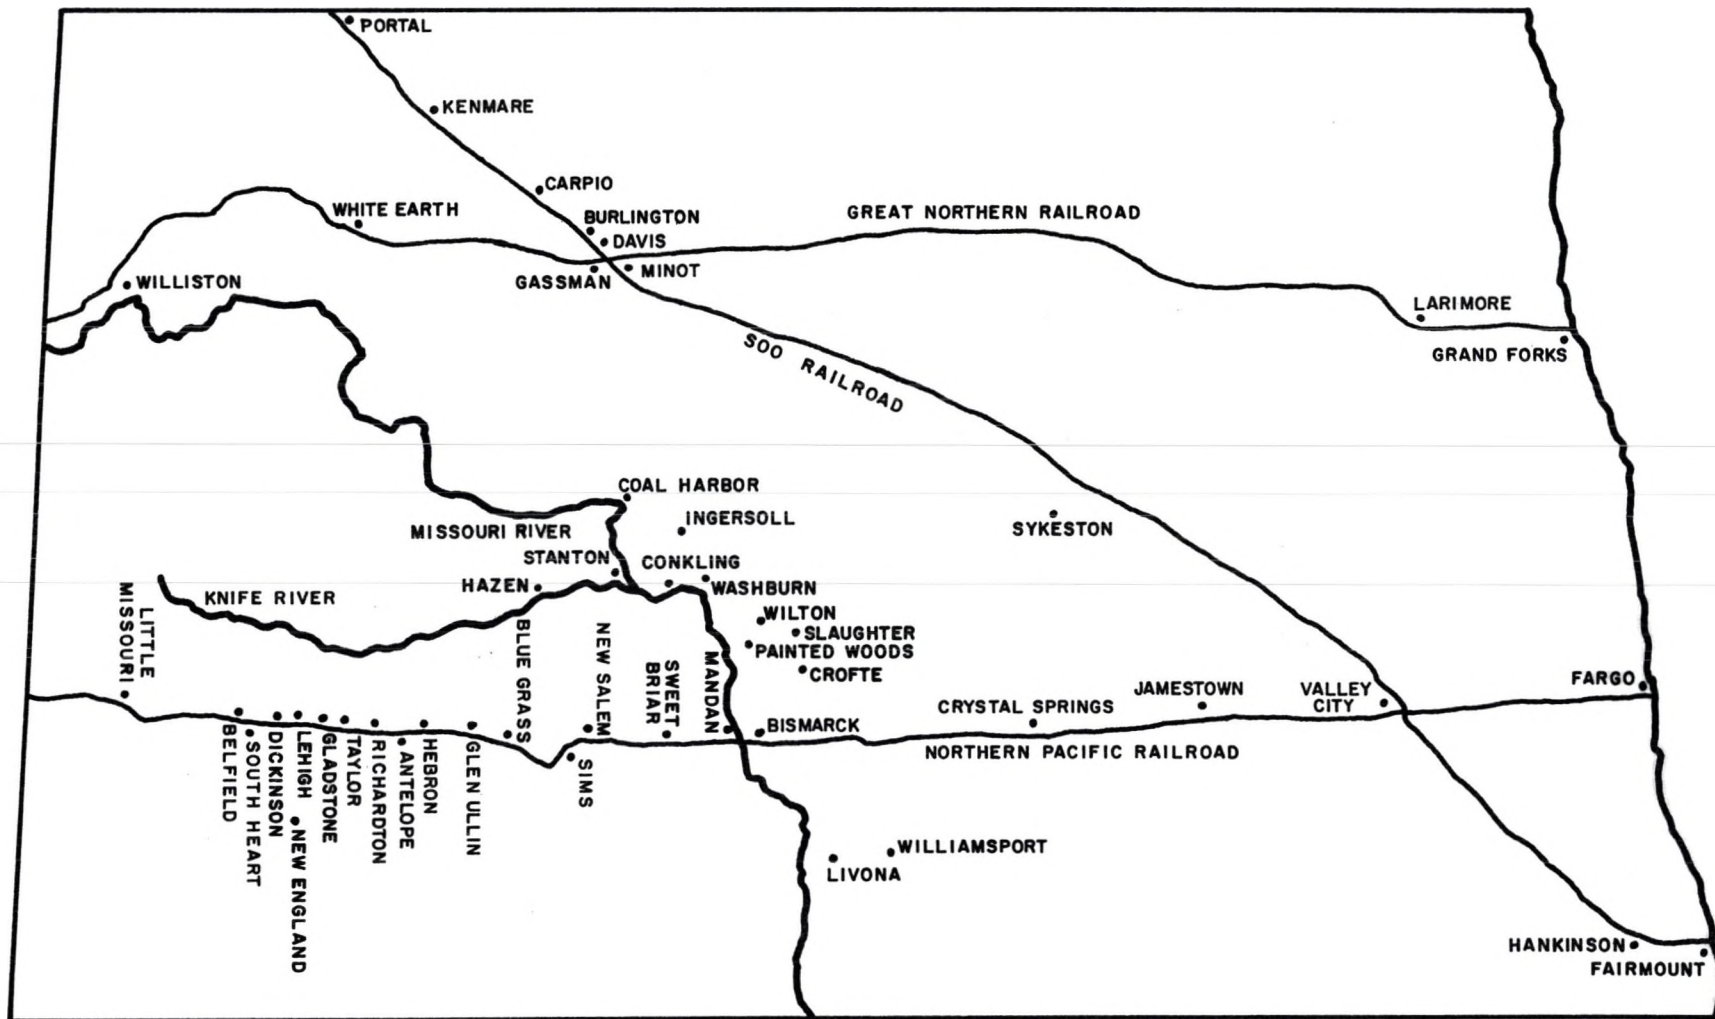 PORTAL
KENMARE
CARPIO
WHITE EARTH
BURLINGTON
DAVIS
GREAT NORTHERN RAILROAD
GASSMAN
MINOT
WILLISTON
LARIMORE
GRAND FORKS
SOO RAILROAD
COAL HARBOR
INGERSOLL
MISSOURI RIVER
SYKESTON
STANTON
CONKLING
HAZEN
WASHBURN
KNIFE RIVER
WILTON
SLAUGHTER
PAINTED WOODS
CROFTE
LITTLE
MISSOURI
BLUE GRASS
NEW SALEM
SWEET
BRIAR
MANDAN
BISMARCK
CRYSTAL SPRINGS
JAMESTOWN
VALLEY
CITY
FARGO
NORTHERN PACIFIC RAILROAD
BELFIELD
SOUTH HEART
DICKINSON
LEHIGH
NEW ENGLAND
GLADSTONE
TAYLOR
RICHARDTON
ANTELOPE
HEBRON
GLEN ULLIN
SIMS
WILLIAMSPORT
LIVONA
HANKINSON
FAIRMOUNT